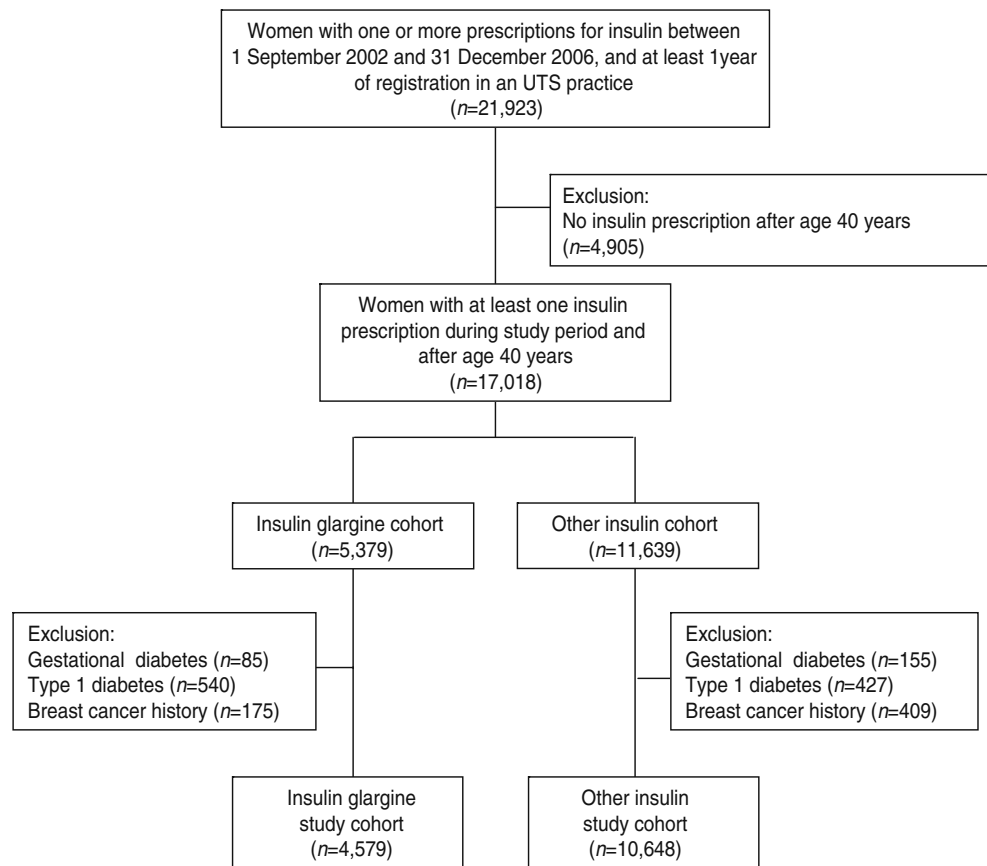 Women with one or more prescriptions for insulin between
1 September 2002 and 31 December 2006, and at least 1year
of registration in an UTS practice
(n=21,923)
Exclusion:
No insulin prescription after age 40 years
(n=4,905)
Women with at least one insulin
prescription during study period and
after age 40 years
(n=17,018)
Insulin glargine cohort
(n=5,379)
Other insulin cohort
(n=11,639)
Exclusion:
Gestational diabetes (n=85)
Type 1 diabetes (n=540)
Breast cancer history (n=175)
Exclusion:
Gestational diabetes (n=155)
Type 1 diabetes (n=427)
Breast cancer history (n=409)
Insulin glargine
study cohort
(n=4,579)
Other insulin
study cohort
(n=10,648)